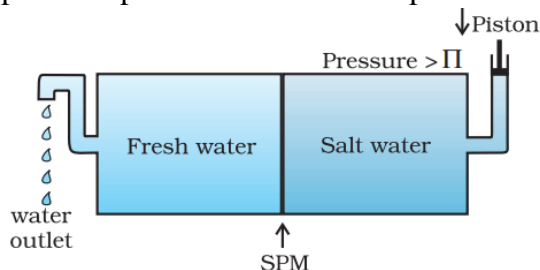 Piston
Pressure > Π
Fresh water
Salt water
water
outlet
SPM